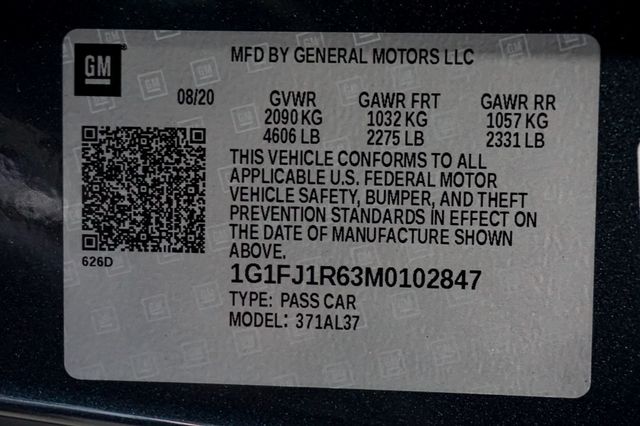 GM
MFD BY GENERAL MOTORS LLC
08/20 GVWR GAWR FRT GAWR RR
2090 KG 1032 KG 1057 KG
4606 LB 2275 LB 2331 LB
THIS VEHICLE CONFORMS TO ALL
APPLICABLE U.S. FEDERAL MOTOR
VEHICLE SAFETY, BUMPER, AND THEFT
PREVENTION STANDARDS IN EFFECT ON
THE DATE OF MANUFACTURE SHOWN
ABOVE.
626D
1G1FJ1R63M0102847
TYPE: PASS CAR
MODEL: 371AL37